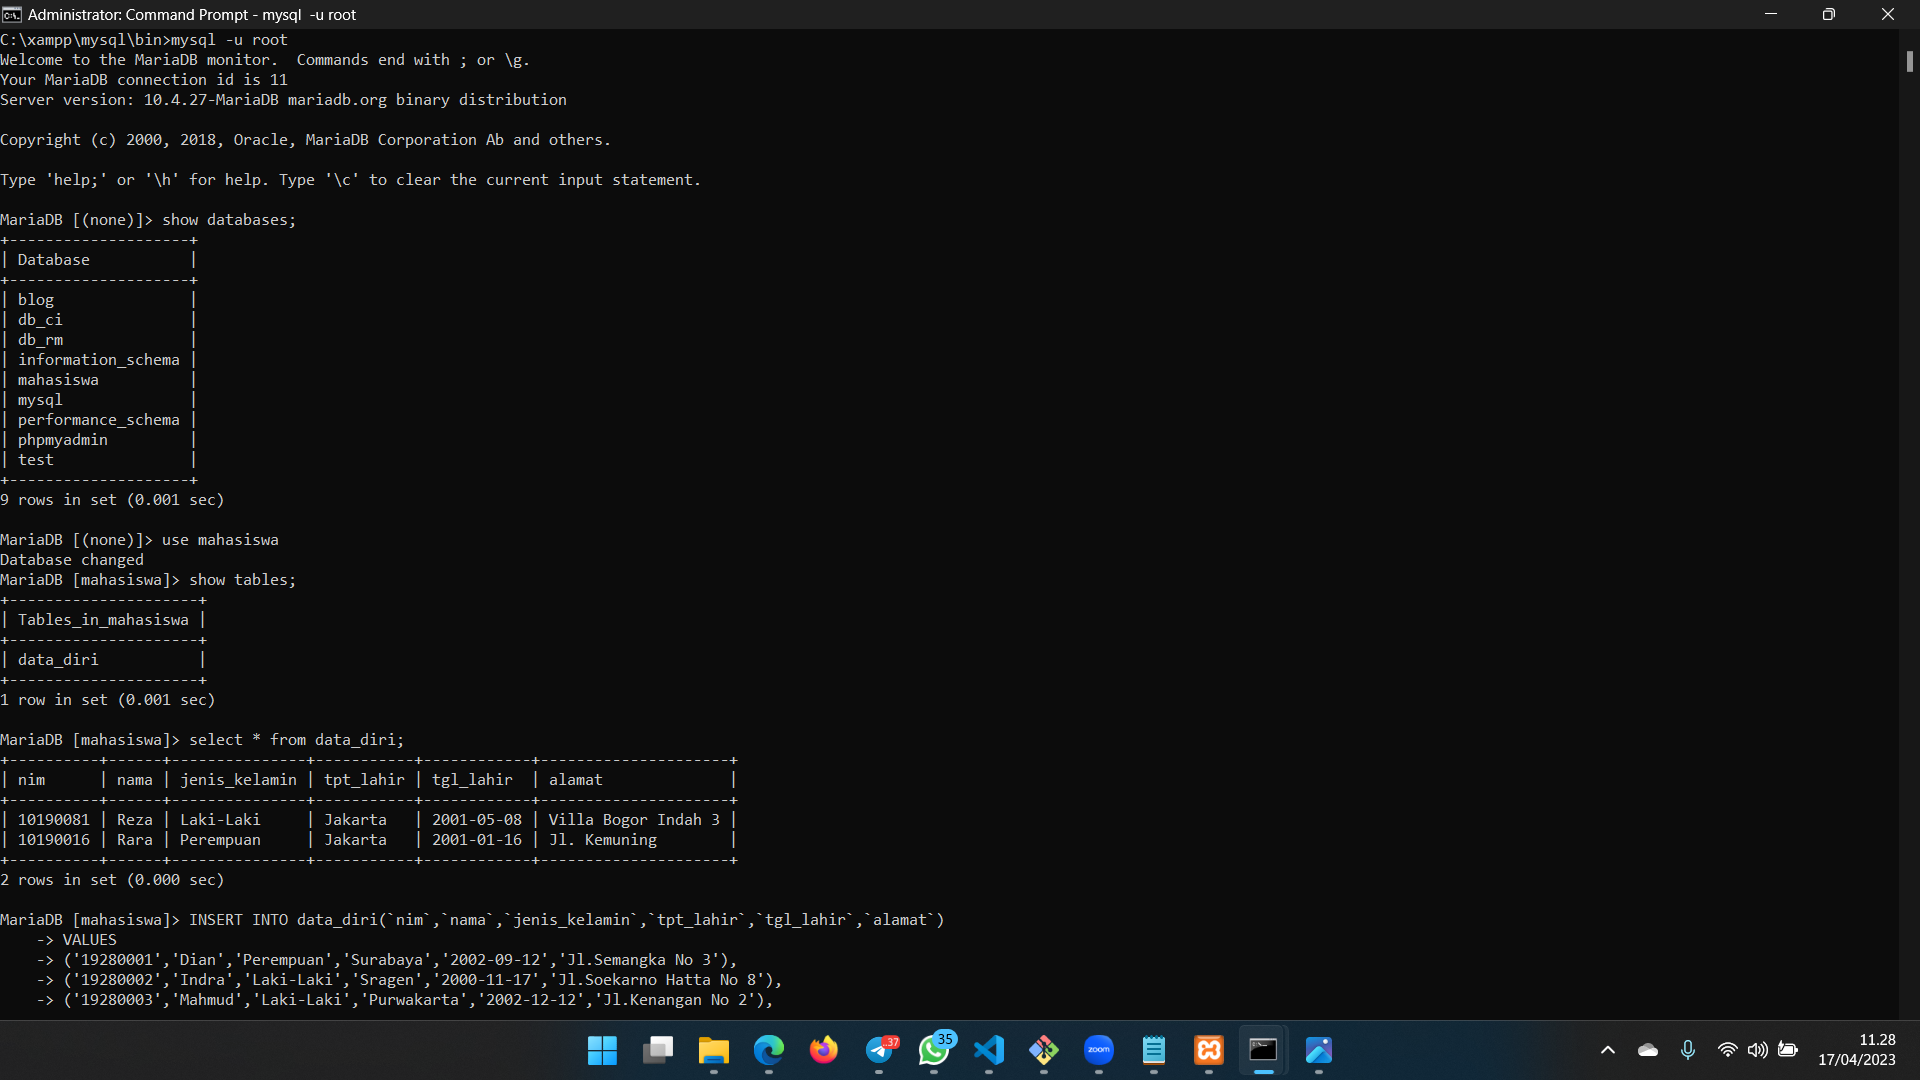 Administrator: Command Prompt - mysql  -u root
C:\xampp\mysql\bin>mysql -u root
Welcome to the MariaDB monitor.  Commands end with ; or \g.
Your MariaDB connection id is 11
Server version: 10.4.27-MariaDB mariadb.org binary distribution

Copyright (c) 2000, 2018, Oracle, MariaDB Corporation Ab and others.

Type 'help;' or '\h' for help. Type '\c' to clear the current input statement.

MariaDB [(none)]> show databases;
+--------------------+
| Database           |
+--------------------+
| blog               |
| db_ci              |
| db_rm              |
| information_schema |
| mahasiswa          |
| mysql              |
| performance_schema |
| phpmyadmin         |
| test               |
+--------------------+
9 rows in set (0.001 sec)

MariaDB [(none)]> use mahasiswa
Database changed
MariaDB [mahasiswa]> show tables;
+---------------------+
| Tables_in_mahasiswa |
+---------------------+
| data_diri           |
+---------------------+
1 row in set (0.001 sec)

MariaDB [mahasiswa]> select * from data_diri;
+----------+------+---------------+-----------+------------+---------------------+
| nim      | nama | jenis_kelamin | tpt_lahir | tgl_lahir  | alamat              |
+----------+------+---------------+-----------+------------+---------------------+
| 10190081 | Reza | Laki-Laki     | Jakarta   | 2001-05-08 | Villa Bogor Indah 3 |
| 10190016 | Rara | Perempuan     | Jakarta   | 2001-01-16 | Jl. Kemuning        |
+----------+------+---------------+-----------+------------+---------------------+
2 rows in set (0.000 sec)

MariaDB [mahasiswa]> INSERT INTO data_diri(`nim`,`nama`,`jenis_kelamin`,`tpt_lahir`,`tgl_lahir`,`alamat`)
    -> VALUES
    -> ('19280001','Dian','Perempuan','Surabaya','2002-09-12','Jl.Semangka No 3'),
    -> ('19280002','Indra','Laki-Laki','Sragen','2000-11-17','Jl.Soekarno Hatta No 8'),
    -> ('19280003','Mahmud','Laki-Laki','Purwakarta','2002-12-12','Jl.Kenangan No 2'),
..37
35
zoom
11.28
17/04/2023